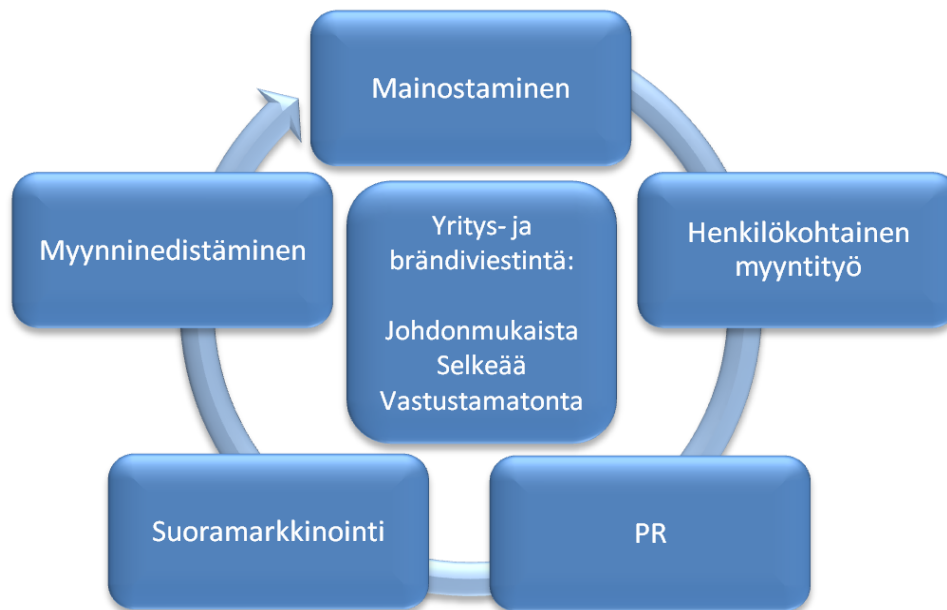 Mainostaminen
Henkilökohtainen
myyntityö
PR
Suoramarkkinointi
Myynninedistäminen
Yritys- ja
brändiviestintä:
Johdonmukaista
Selkeää
Vastustamatonta